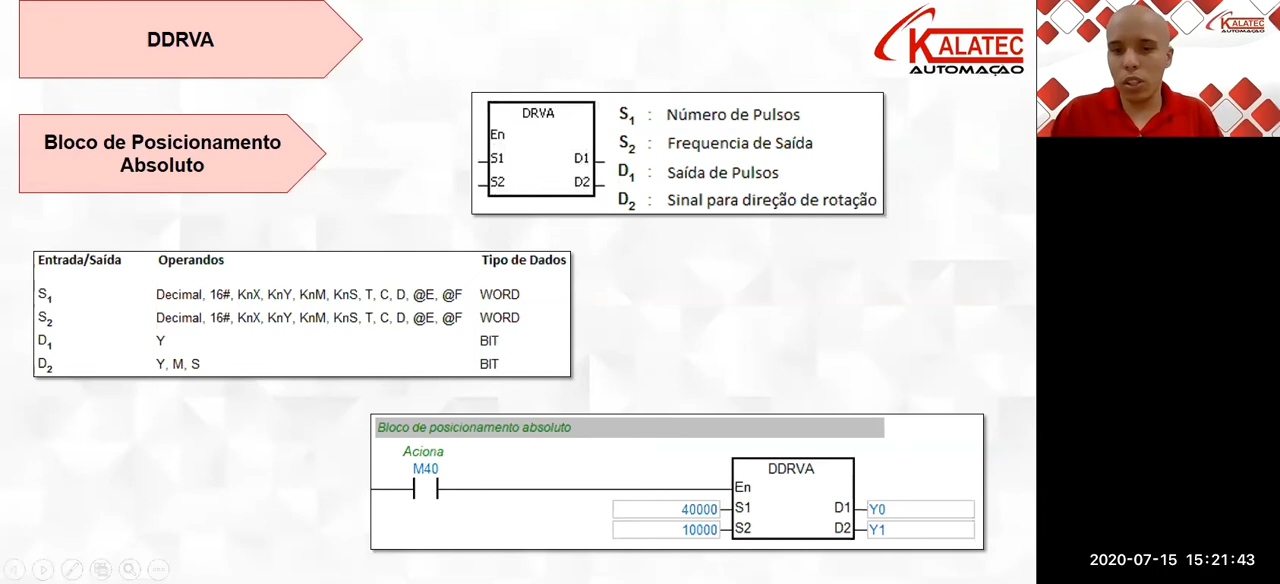 DDRVA
KALATEC
AUTOMAÇÃO
KALATEC
AUTOMAÇÃO
Bloco de Posicionamento
Absoluto
DRVA
En
S1 D1
S2 D2
S1 : Número de Pulsos
S2 : Frequencia de Saída
D1 : Saída de Pulsos
D2 : Sinal para direção de rotação
Entrada/Saída Operandos Tipo de Dados
S1 Decimal, 16#, KnX, KnY, KnM, KnS, T, C, D, @E, @F WORD
S2 Decimal, 16#, KnX, KnY, KnM, KnS, T, C, D, @E, @F WORD
D1 Y BIT
D2 Y, M, S BIT
Bloco de posicionamento absoluto
Aciona
M40
DDRVA
En
40000 S1 D1 Y0
10000 S2 D2 Y1
2020-07-15 15:21:43